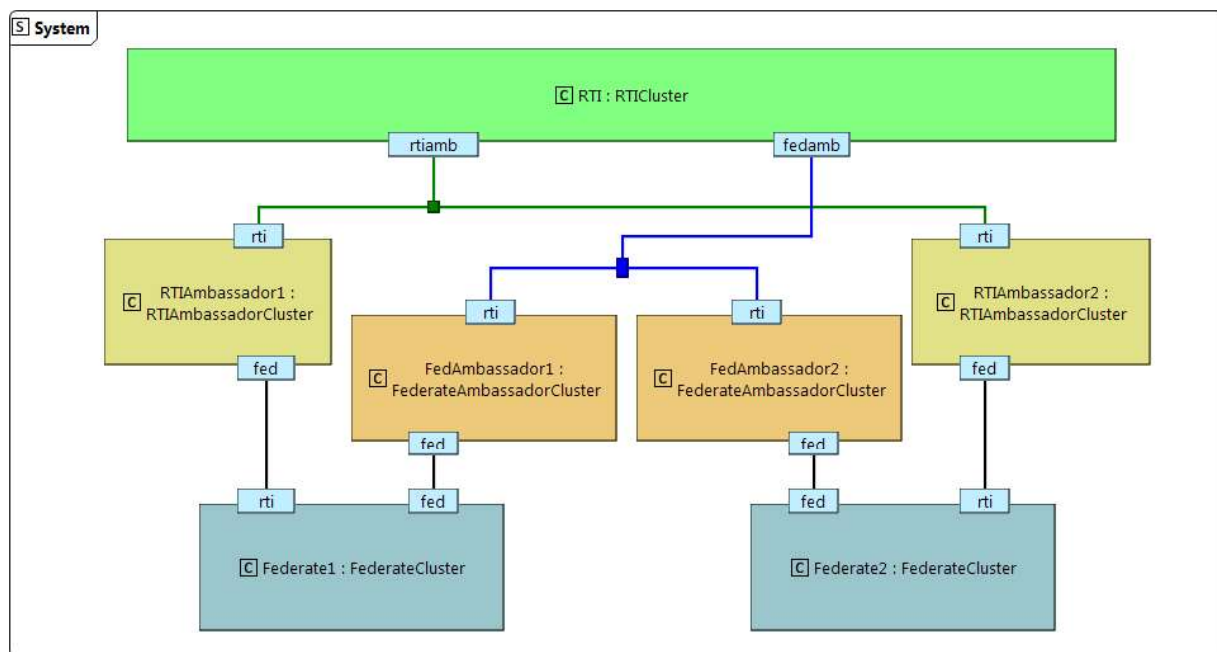 S System
C RTI : RTICluster
rtiamb
fedamb
rti
rti
C RTIAmbassador1 :
RTIAmbassadorCluster
C RTIAmbassador2 :
RTIAmbassadorCluster
rti
rti
C FedAmbassador1 :
FederateAmbassadorCluster
C FedAmbassador2 :
FederateAmbassadorCluster
fed
fed
fed
fed
rti
fed
fed
rti
C Federate1 : FederateCluster
C Federate2 : FederateCluster